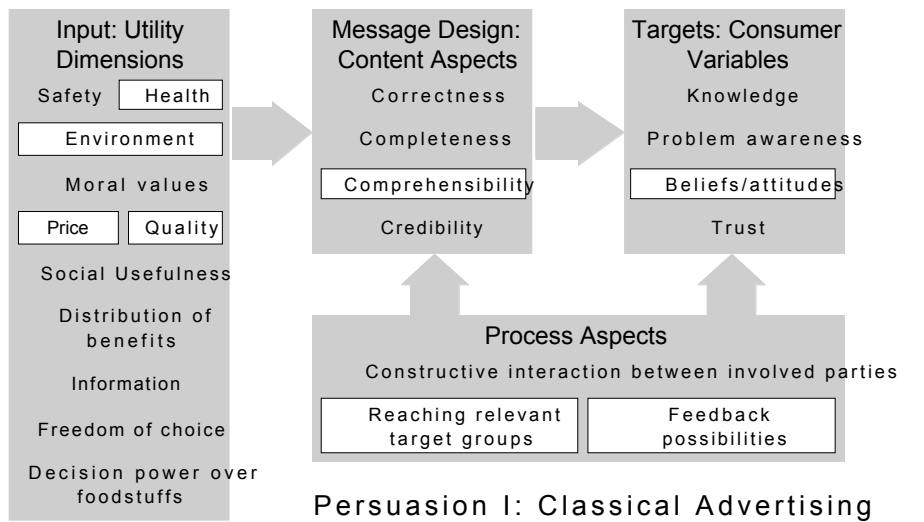 Input: Utility
Dimensions
Safety
Health
Environment
Moral values
Price
Quality
Social Usefulness
Distribution of
benefits
Information
Freedom of choice
Decision power over
foodstuffs
Message Design:
Content Aspects
Correctness
Completeness
Comprehensibility
Credibility
Targets: Consumer
Variables
Knowledge
Problem awareness
Beliefs/attitudes
Trust
Process Aspects
Constructive interaction between involved parties
Reaching relevant
target groups
Feedback
possibilities
Persuasion I: Classical Advertising